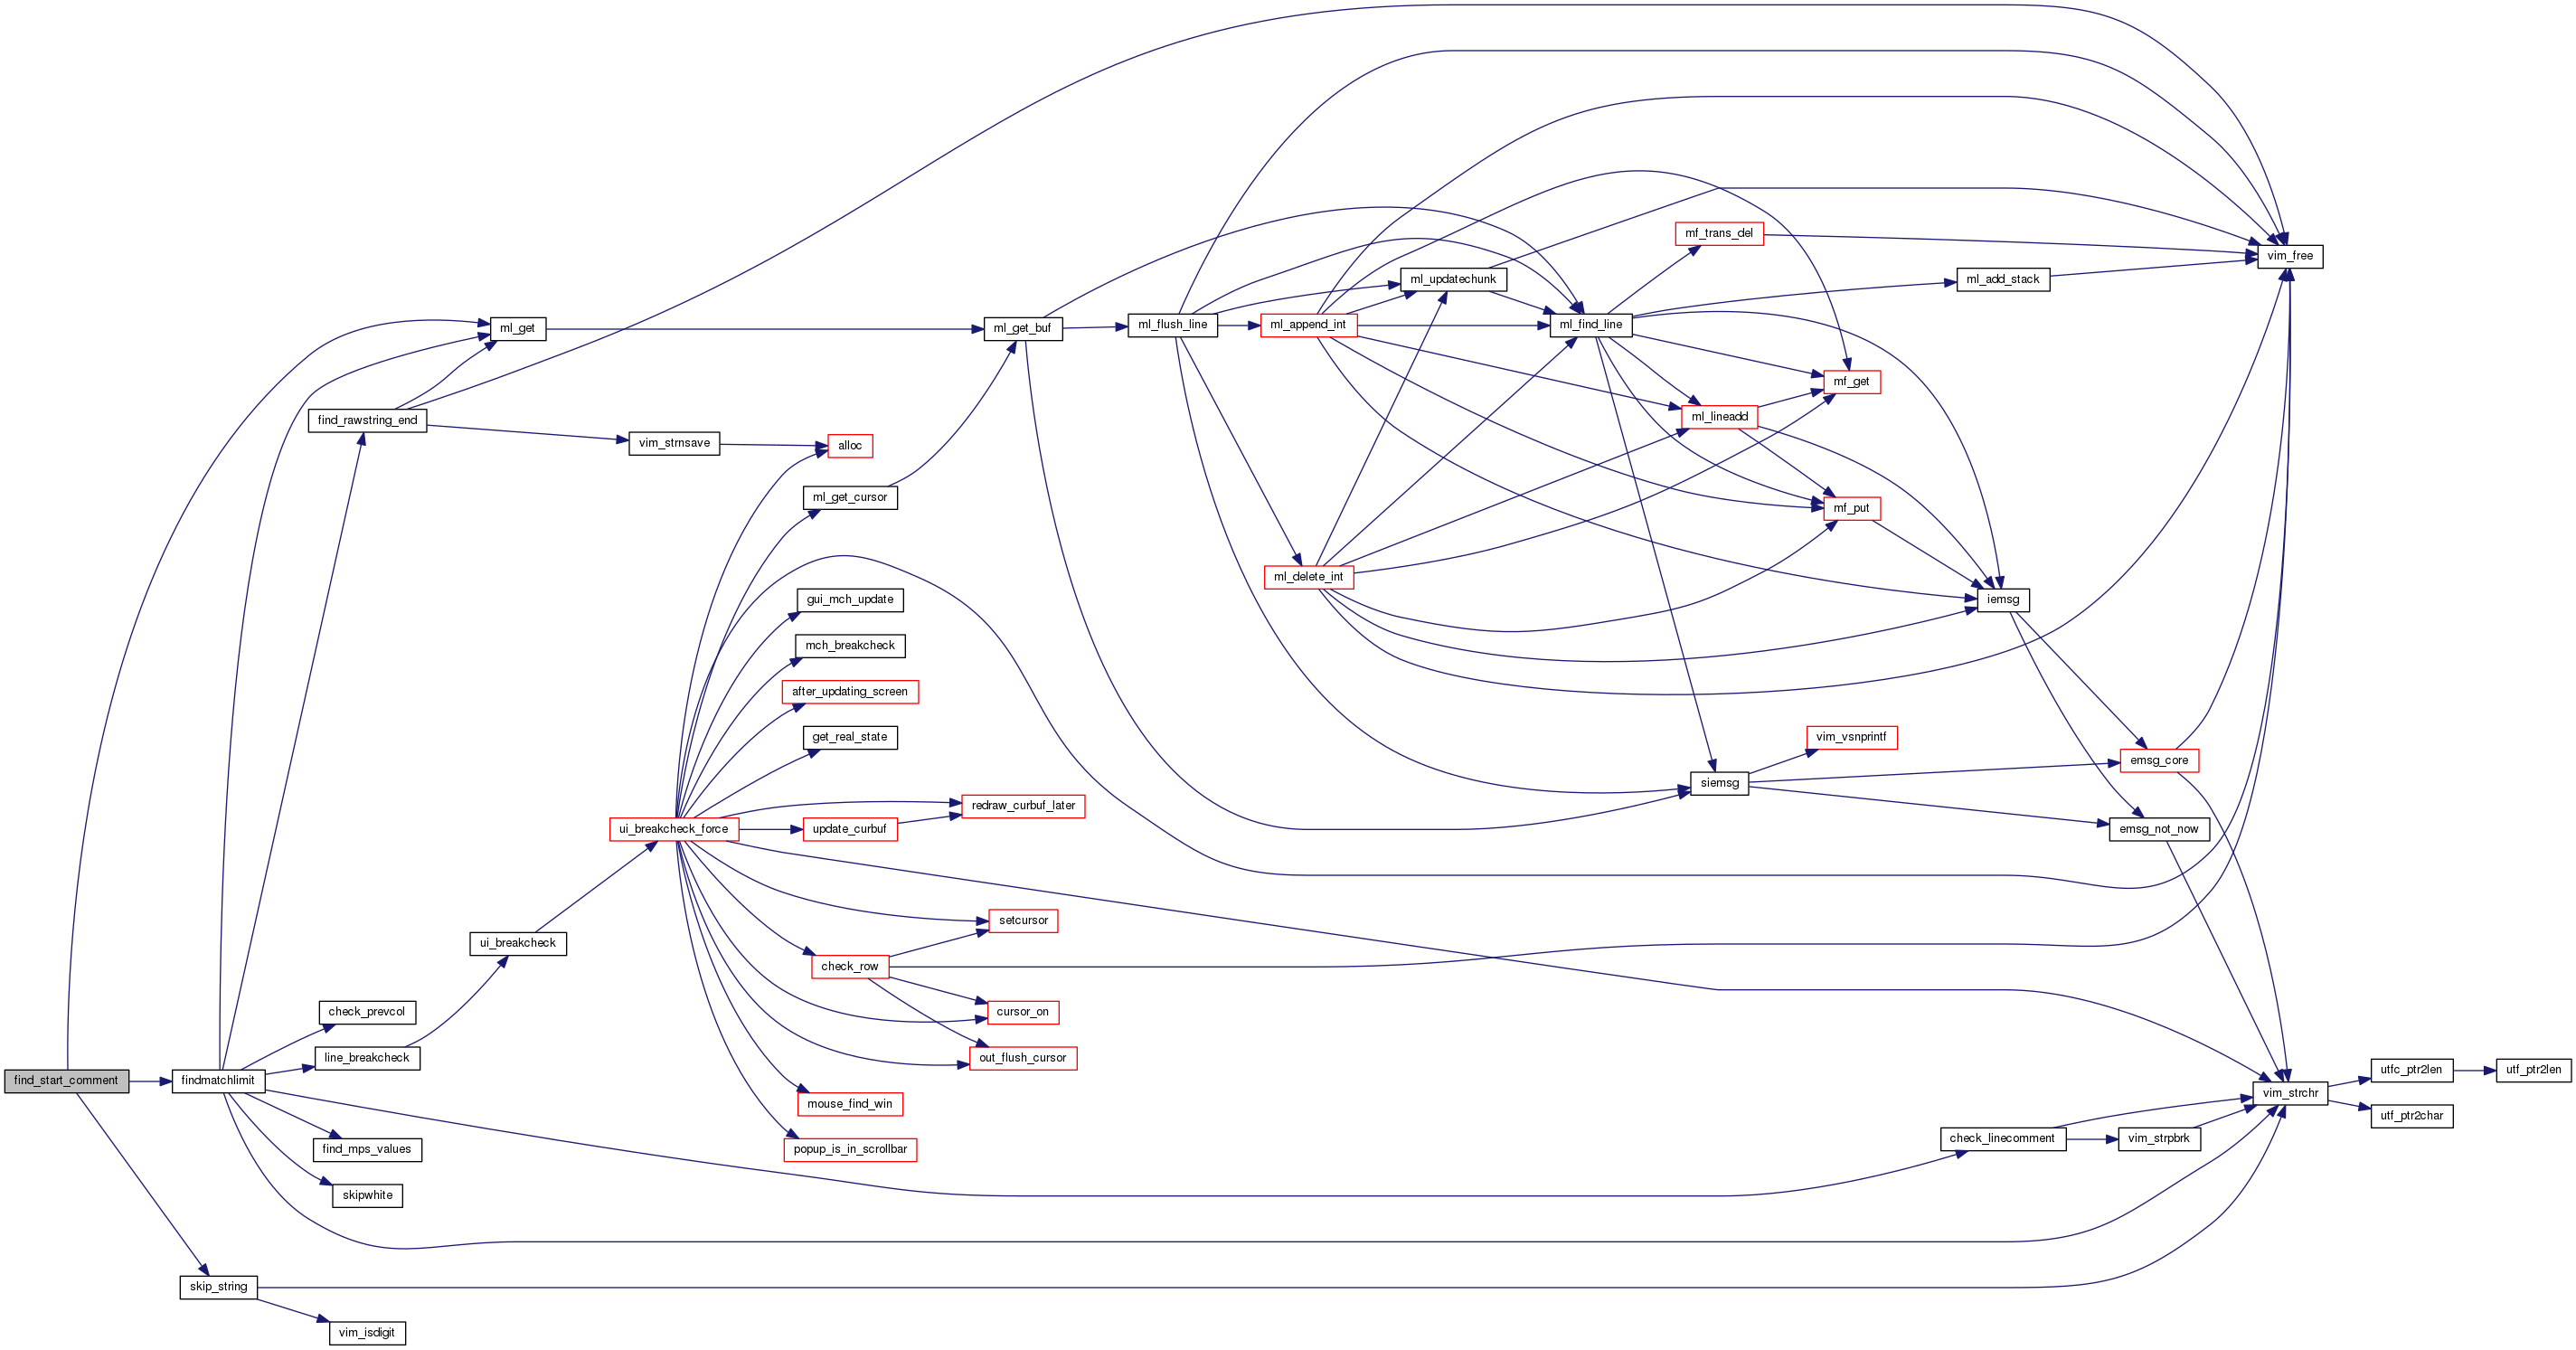 mf_trans_del
vim_free
ml_updatechunk
ml_add_stack
ml_get
ml_get_buf
ml_flush_line
ml_append_int
ml_find_line
mf_get
find_rawstring_end
ml_lineadd
vim_strnsave
alloc
ml_get_cursor
mf_put
ml_delete_int
gui_mch_update
iemsg
mch_breakcheck
after_updating_screen
get_real_state
vim_vsnprintf
emsg_core
siemsg
redraw_curbuf_later
ui_breakcheck_force
update_curbuf
emsg_not_now
setcursor
ui_breakcheck
check_row
check_prevcol
cursor_on
line_breakcheck
out_flush_cursor
utfc_ptr2len
utf_ptr2len
find_start_comment
findmatchlimit
vim_strchr
mouse_find_win
utf_ptr2char
check_linecomment
vim_strpbrk
find_mps_values
popup_is_in_scrollbar
skipwhite
skip_string
vim_isdigit